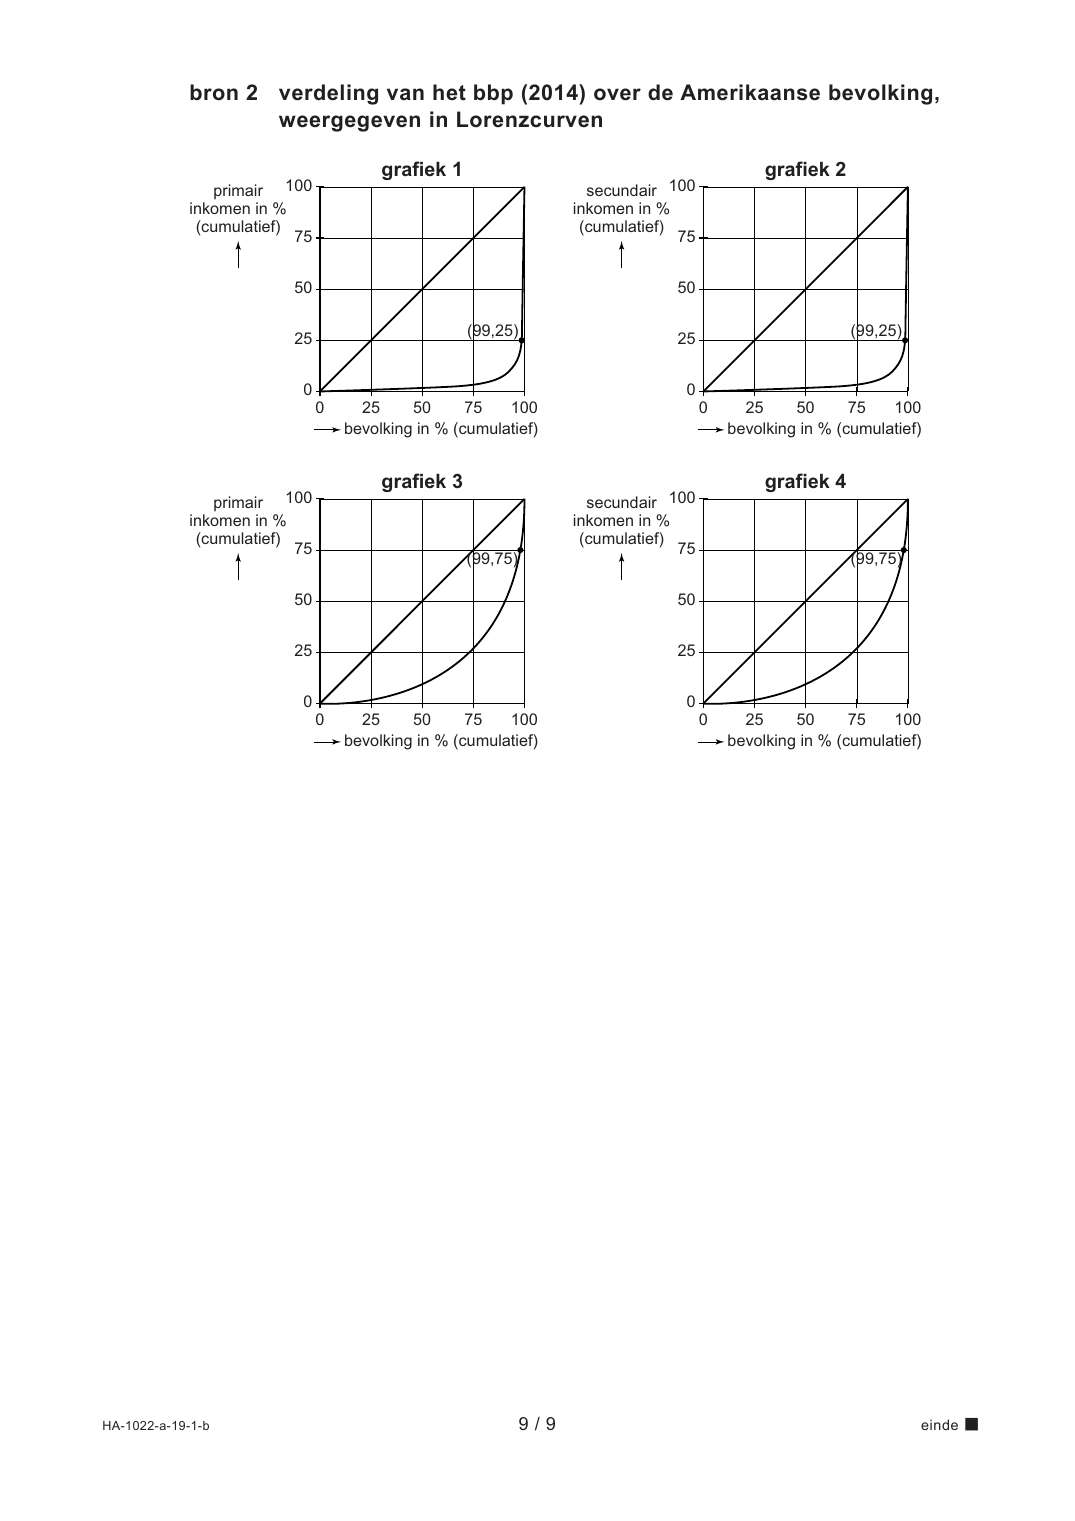 bron 2 verdeling van het bbp (2014) over de Amerikaanse bevolking,
weergegeven in Lorenzcurven
grafiek 1
primair
inkomen in %
(cumulatief)
100
75
50
25
0
(99,25)
0 25 50 75 100
bevolking in % (cumulatief)
grafiek 2
secundair
inkomen in %
(cumulatief)
100
75
50
25
0
(99,25)
0 25 50 75 100
bevolking in % (cumulatief)
grafiek 3
primair
inkomen in %
(cumulatief)
100
75
50
25
0
(99,75)
0 25 50 75 100
bevolking in % (cumulatief)
grafiek 4
secundair
inkomen in %
(cumulatief)
100
75
50
25
0
(99,75)
0 25 50 75 100
bevolking in % (cumulatief)
HA-1022-a-19-1-b 9 / 9 einde